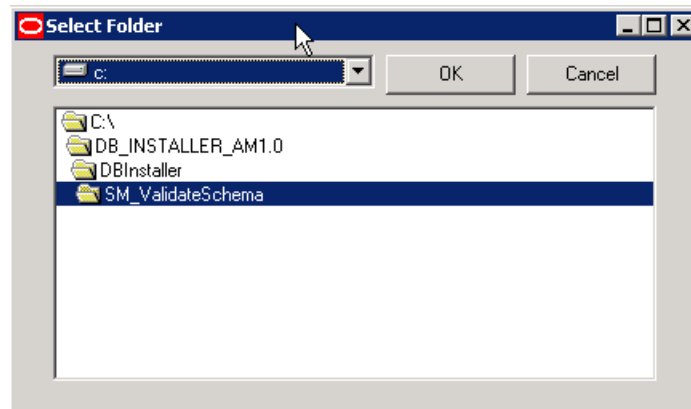 Select Folder
c:
OK
Cancel
C:\
DB_INSTALLER_AM1.0
DBInstaller
SM_ValidateSchema